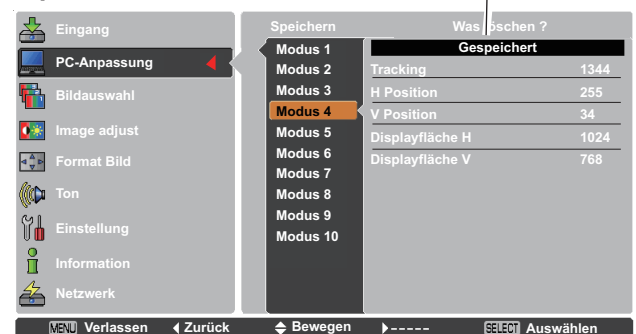 Eingang
PC-Anpassung
Bildauswahl
Image adjust
Format Bild
Ton
Einstellung
Information
Netzwerk
Speichern
Modus 1
Modus 2
Modus 3
Modus 4
Modus 5
Modus 6
Modus 7
Modus 8
Modus 9
Modus 10
Was löschen ?
Gespeichert
Tracking 1344
H Position 255
V Position 34
Displayfläche H 1024
Displayfläche V 768
MENU Verlassen Zurück Bewegen ----- SELECT Auswählen